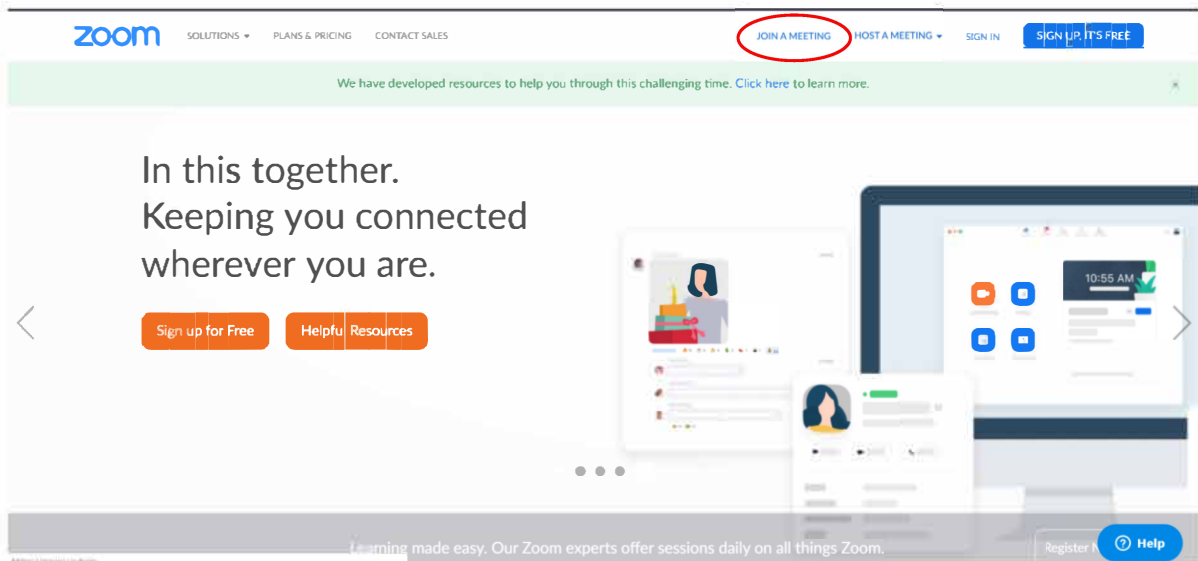 zoom SOLUTIONS PLANS & PRICING CONTACT SALES JOIN A MEETING HOST A MEETING SIGN IN SIGN UP, IT'S FREE
We have developed resources to help you through this challenging time. Click here to learn more.
In this together.
Keeping you connected
wherever you are.
Sign up for Free Helpful Resources
10:55 AM
Learning made easy. Our Zoom experts offer sessions daily on all things Zoom.
Register
Help